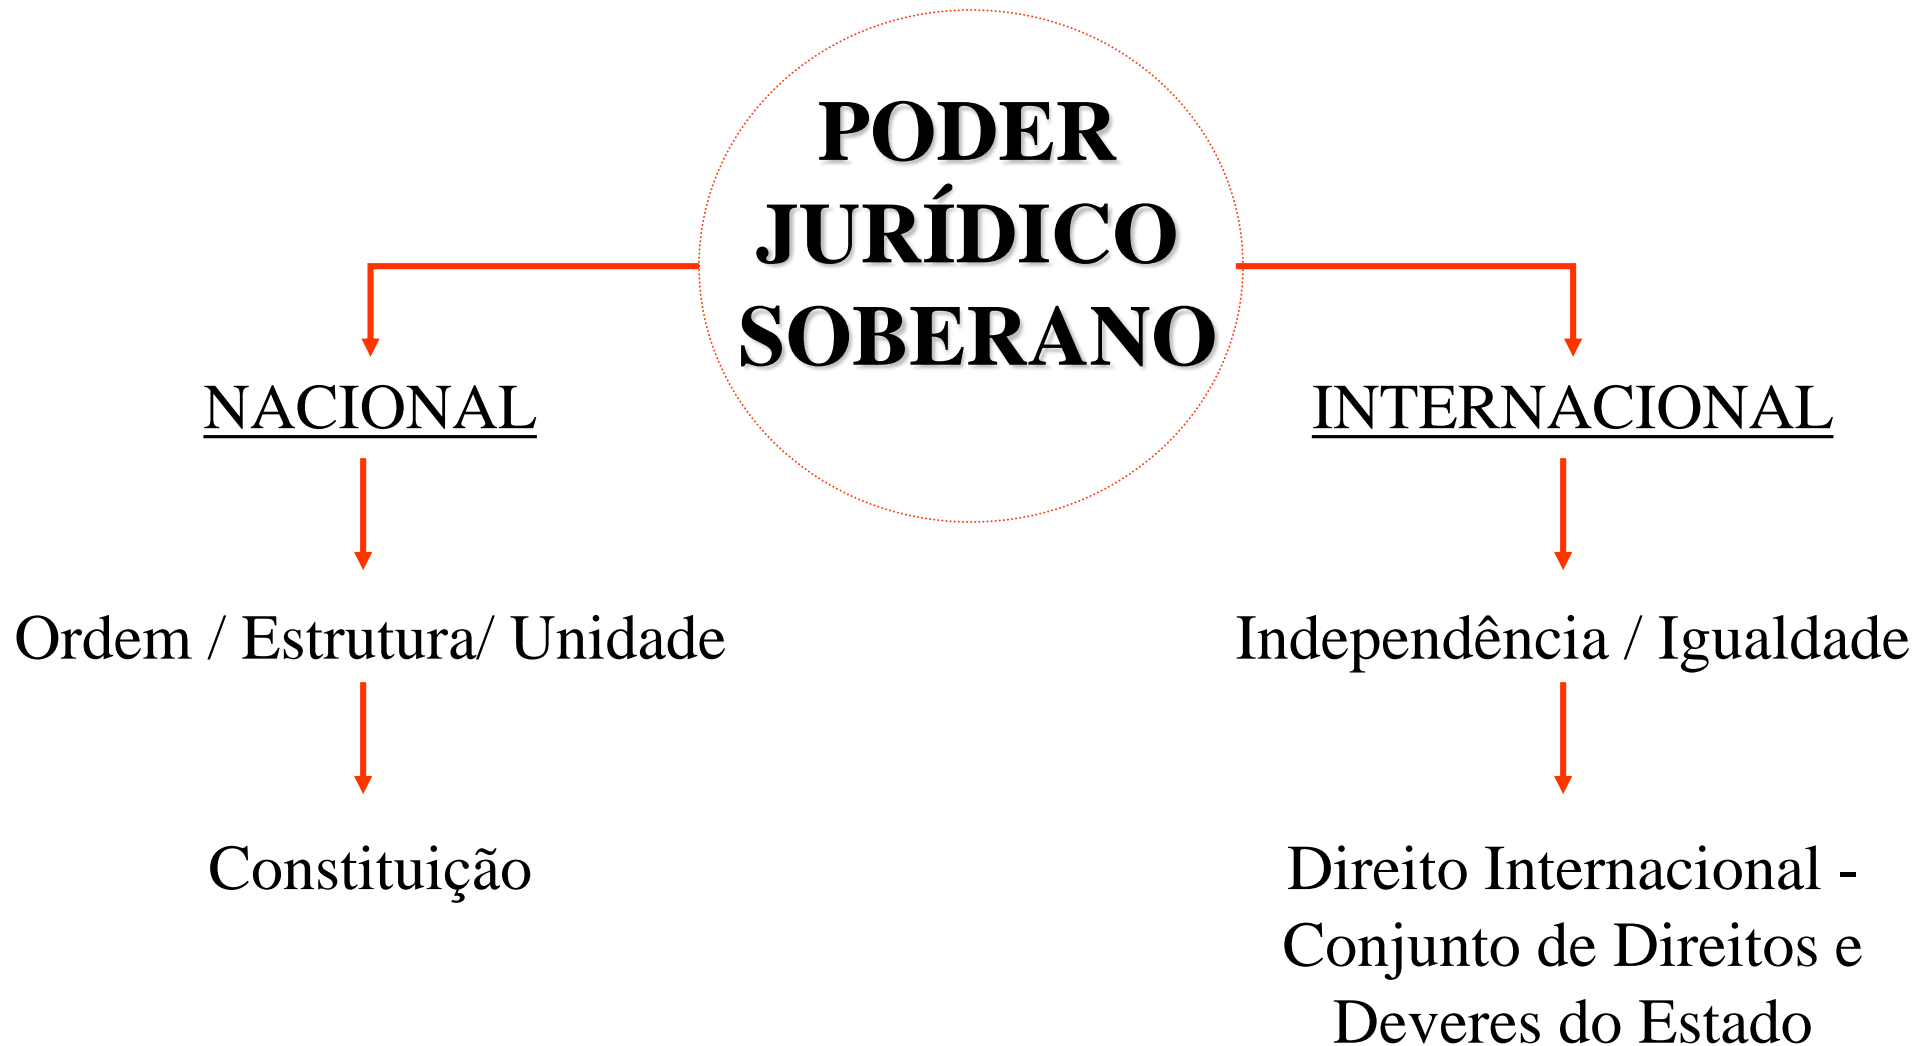 PODER
JURÍDICO
SOBERANO
NACIONAL
INTERNACIONAL
Ordem / Estrutura/ Unidade
Independência / Igualdade
Constituição
Direito Internacional -
Conjunto de Direitos e
Deveres do Estado